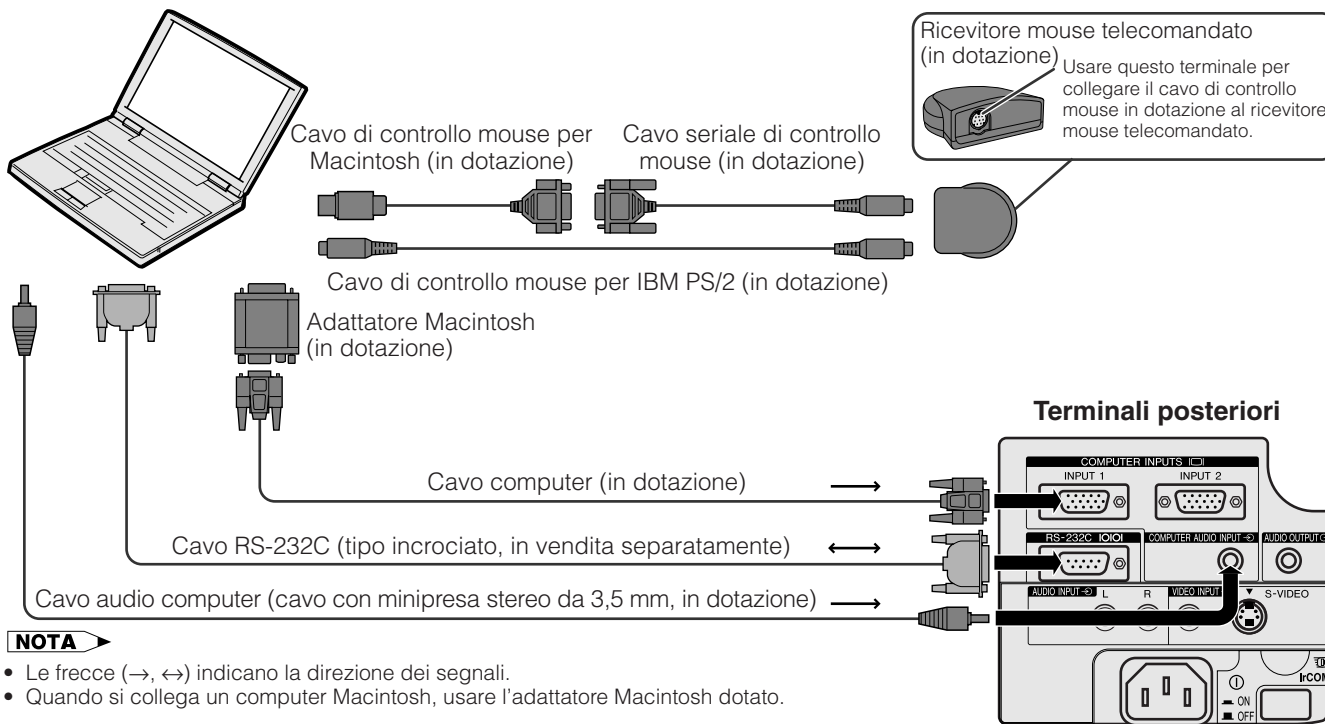 Ricevitore mouse telecomandato
(in dotazione)
Usare questo terminale per
collegare il cavo di controllo
mouse in dotazione al ricevitore
mouse telecomandato.
Cavo di controllo mouse per
Macintosh (in dotazione)
Cavo seriale di controllo
mouse (in dotazione)
Cavo di controllo mouse per IBM PS/2 (in dotazione)
Adattatore Macintosh
(in dotazione)
Terminali posteriori
COMPUTER INPUTS
INPUT 1
INPUT 2
Cavo computer (in dotazione) →
RS-232C IOIOI
COMPUTER AUDIO INPUT
AUDIO OUTPUT
Cavo RS-232C (tipo incrociato, in vendita separatamente) ↔
AUDIO INPUT
L
R
VIDEO INPUT
▼
S-VIDEO
Cavo audio computer (cavo con minipresa stereo da 3,5 mm, in dotazione) →
NOTA
• Le frecce (→, ↔) indicano la direzione dei segnali.
• Quando si collega un computer Macintosh, usare l'adattatore Macintosh dotato.
IrCOM
ON
OFF